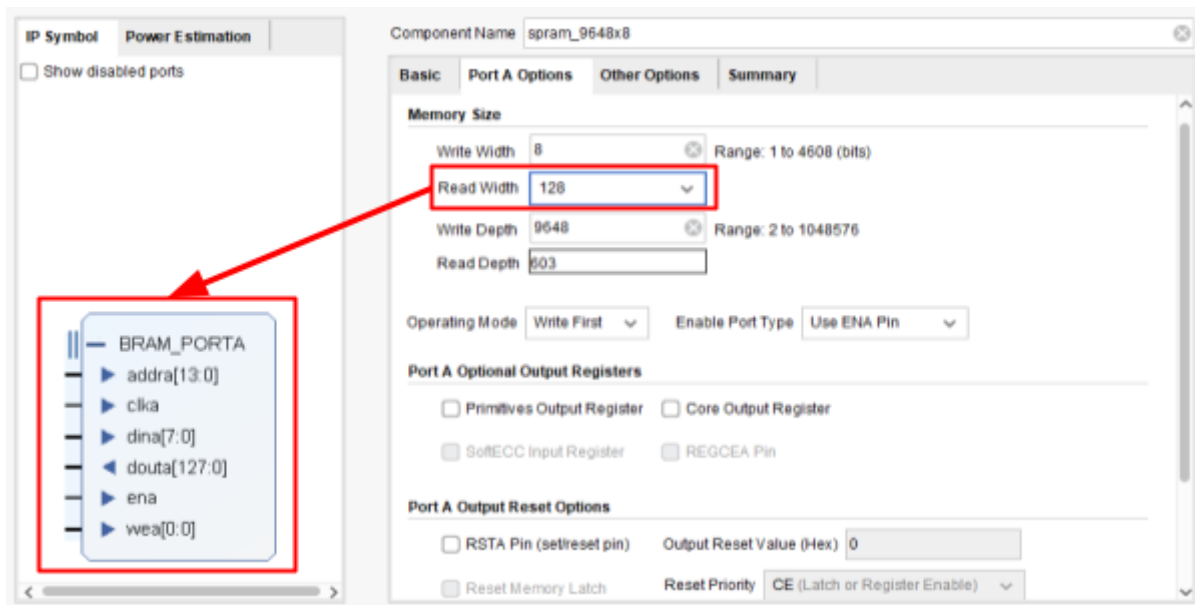 IP Symbol Power Estimation
Show disabled ports
BRAM_PORTA
addra[13:0]
clka
dina[7:0]
douta[127:0]
ena
wea[0:0]
Component Name spram_9648x8
Basic Port A Options Other Options Summary
Memory Size
Write Width 8 Range: 1 to 4608 (bits)
Read Width 128
Write Depth 9648 Range: 2 to 1048576
Read Depth 603
Operating Mode Write First Enable Port Type Use ENA Pin
Port A Optional Output Registers
Primitives Output Register Core Output Register
SoftECC Input Register REGCEA Pin
Port A Output Reset Options
RSTA Pin (set/reset pin) Output Reset Value (Hex) 0
Reset Memory Latch Reset Priority CE (Latch or Register Enable)